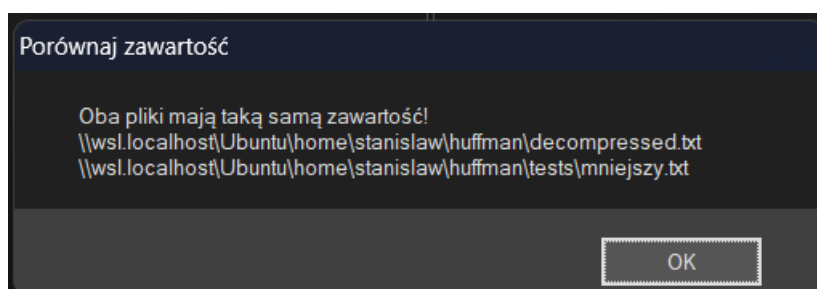 Porównaj zawartość
Oba pliki mają taką samą zawartość!
\\wsl.localhost\Ubuntu\home\stanislaw\huffman\decompressed.txt
\\wsl.localhost\Ubuntu\home\stanislaw\huffman\tests\mniejszy.txt
OK